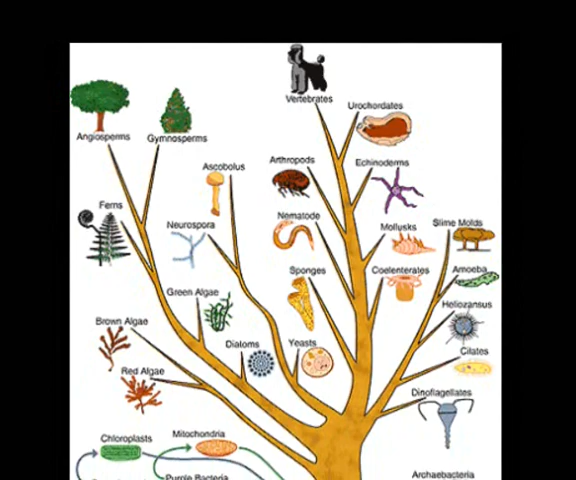 Vertebrates
Urochordates
Angiosperms
Gymnosperms
Ascobolus
Arthropods
Echinoderms
Ferns
Neurospora
Nematode
Mollusks
Slime Molds
Sponges
Coelenterates
Amoeba
Green Algae
Heliozansus
Brown Algae
Diatoms
Yeasts
Cilates
Red Algae
Dinoflagellates
Chloroplasts
Mitochondria
Purple Bacteria
Archaebacteria